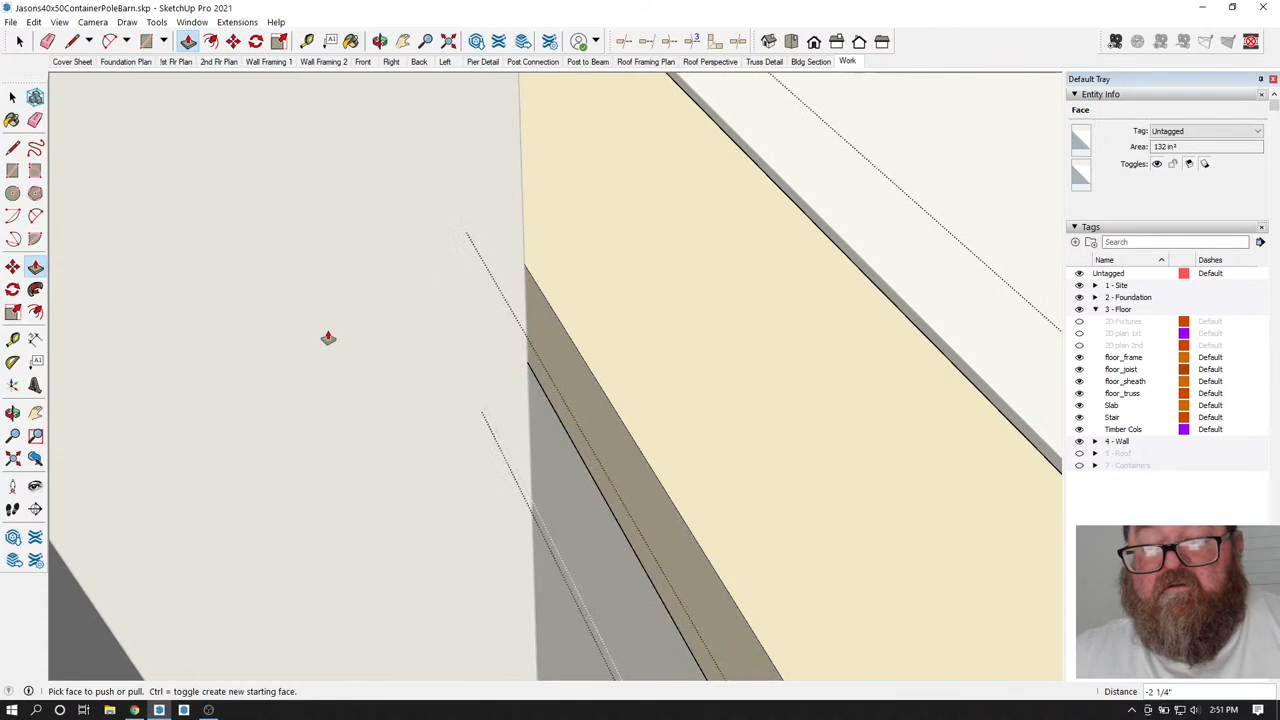 Jasons40x50ContainerPoleBarn.skp - SketchUp Pro 2021
File Edit View Camera Draw Tools Window Extensions Help
Cover Sheet Foundation Plan 1st Flr Plan 2nd Flr Plan Wall Framing 1 Wall Framing 2 Front Right Back Left Pier Detail Post Connection Post to Beam Roof Framing Plan Roof Perspective Truss Detail Bldg Section Work
Default Tray
Entity Info
Face
Tag: Untagged
Area: 132 in²
Toggles:
Tags
Search
Name Dashes
Untagged Default
1 - Site
2 - Foundation
3 - Floor
2D Fixtures Default
2D plan 1st Default
2D plan 2nd Default
floor_frame Default
floor_joist Default
floor_sheath Default
floor_truss Default
Slab Default
Stair Default
Timber Cols Default
4 - Wall
5 - Roof
7 - Containers
Pick face to push or pull. Ctrl = toggle create new starting face.
Distance -2 1/4"
2:51 PM